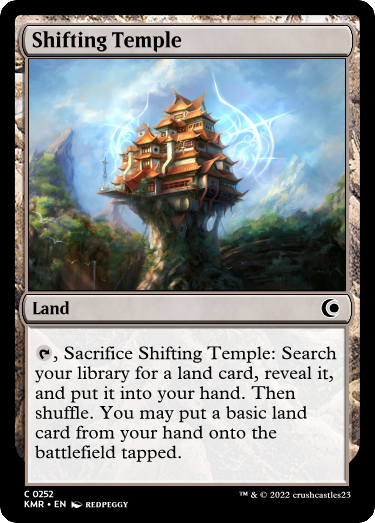 Shifting Temple
Land
, Sacrifice Shifting Temple: Search
your library for a land card, reveal it,
and put it into your hand. Then
shuffle. You may put a basic land
card from your hand onto the
battlefield tapped.
C 0252
KMR • EN REDPEGGY
™ & © 2022 crushcastles23